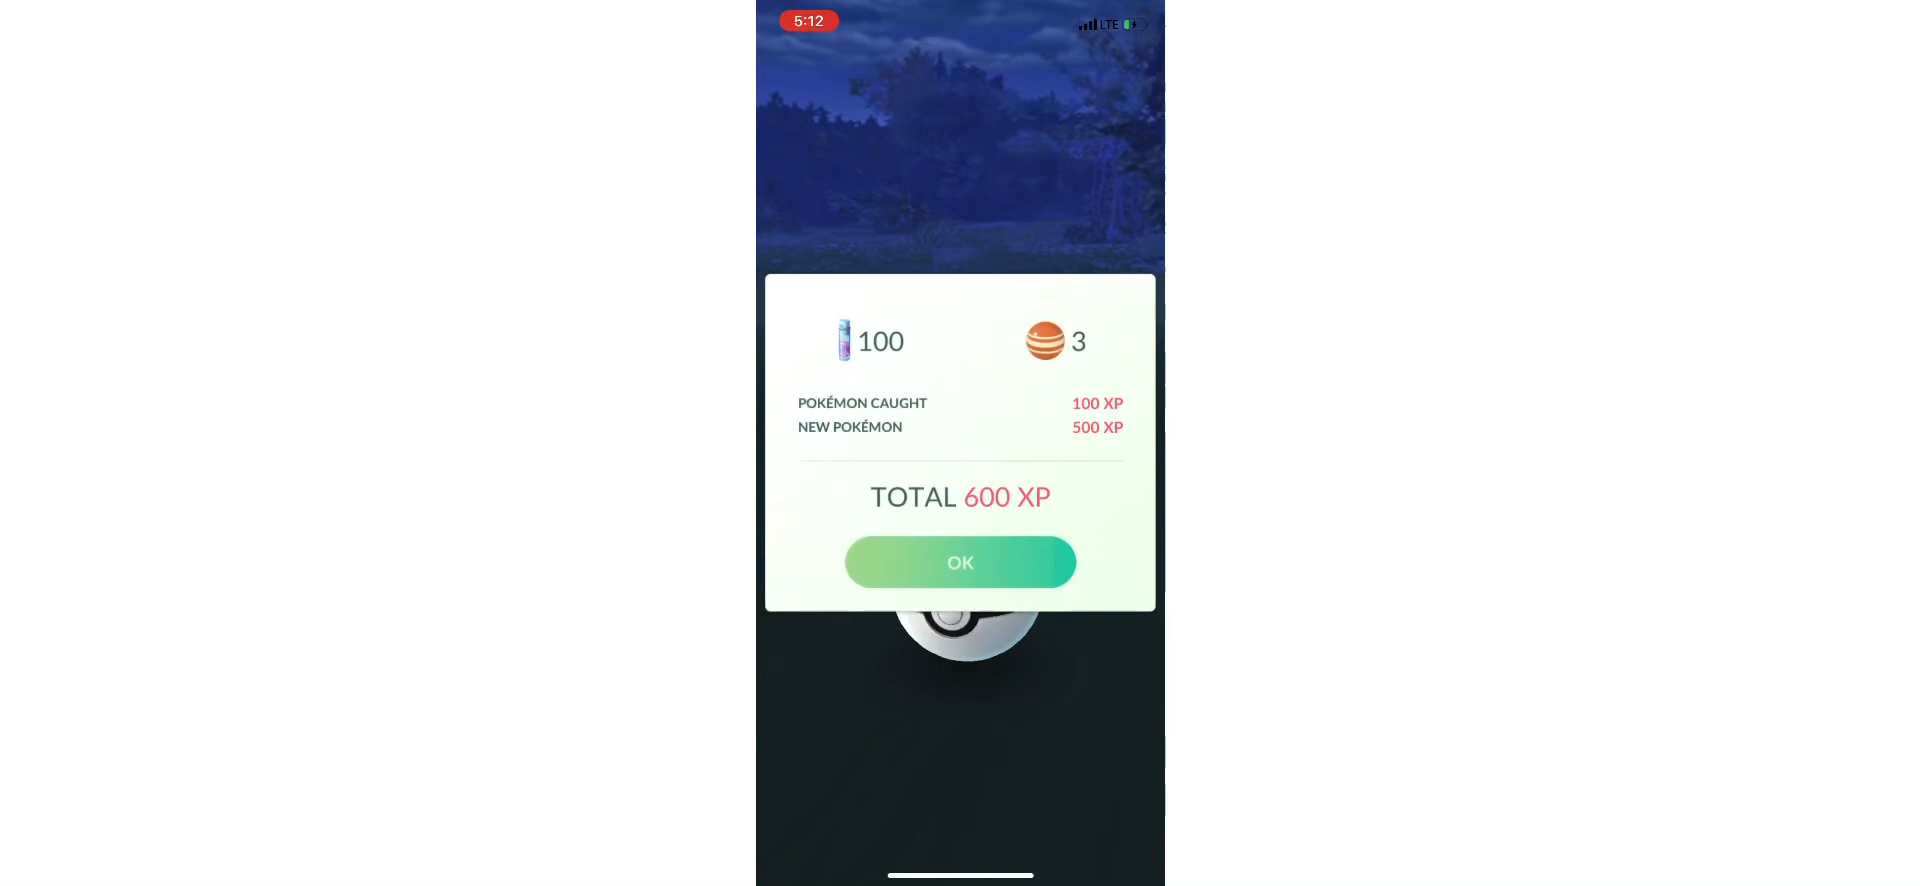 5:12
LTE
100
3
POKÉMON CAUGHT 100 XP
NEW POKÉMON 500 XP
TOTAL 600 XP
OK